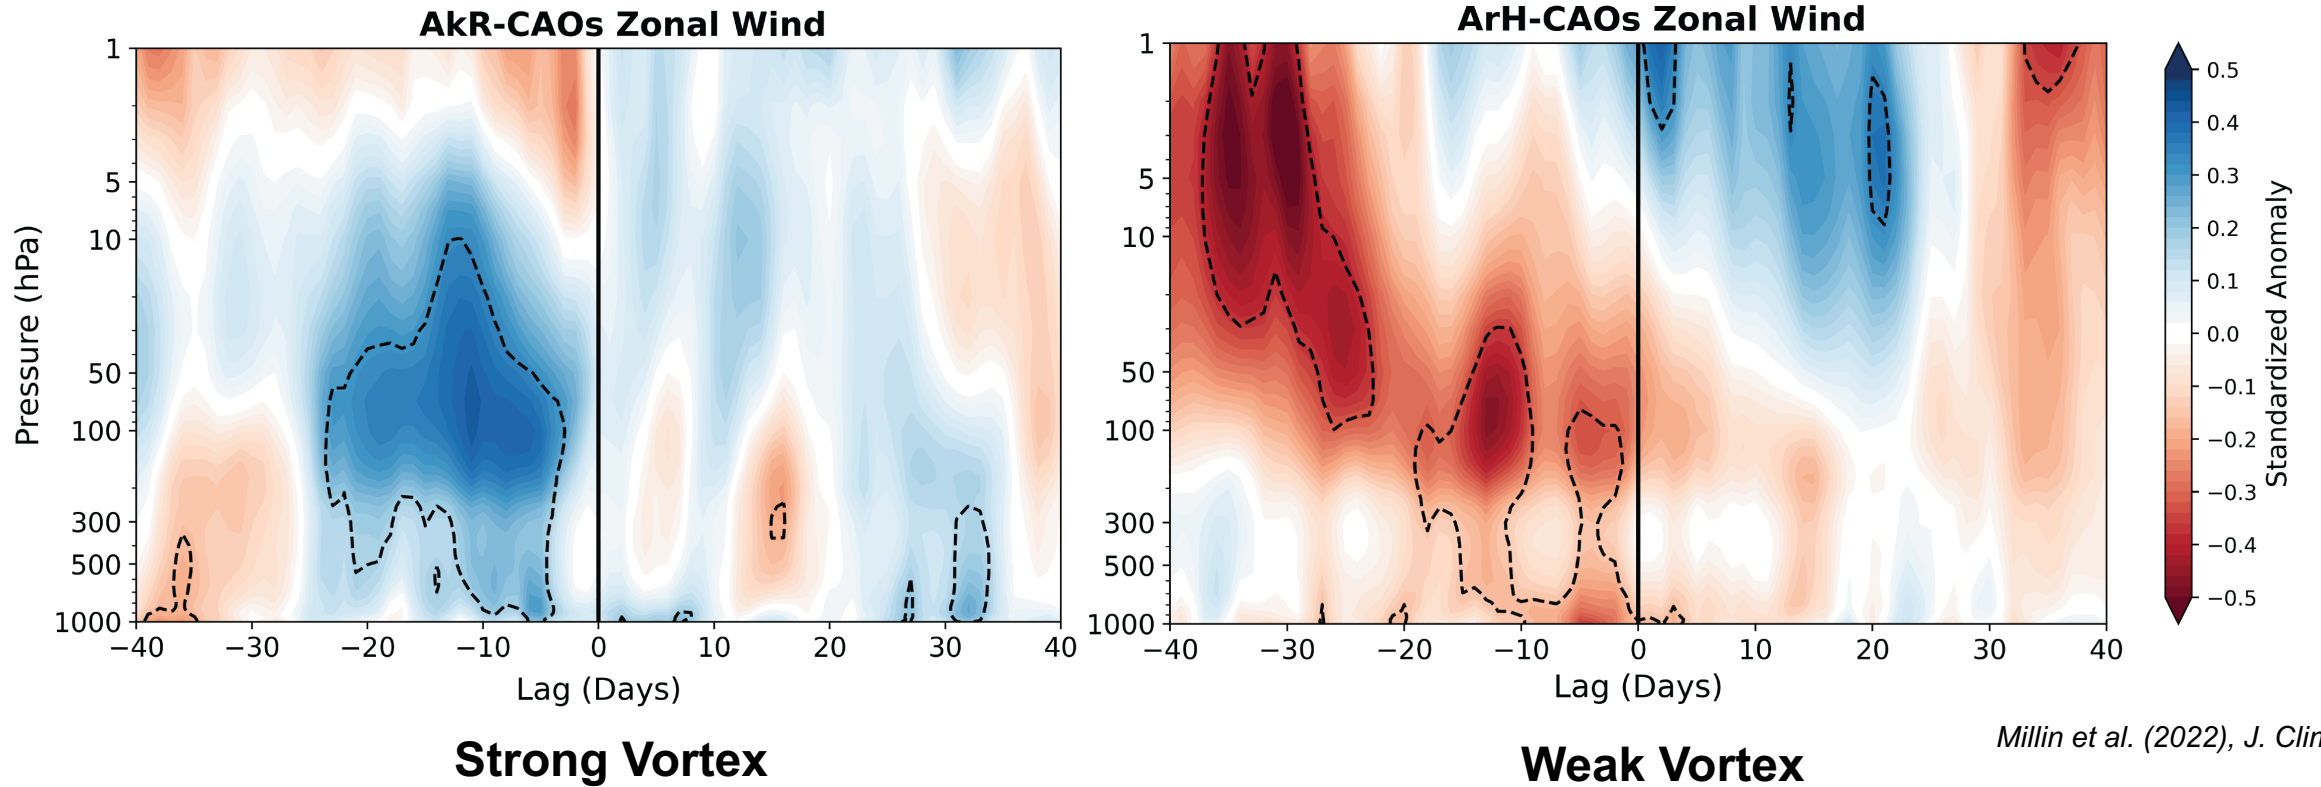 AkR-CAOs Zonal Wind
ArH-CAOs Zonal Wind
Pressure (hPa)
1
5
10
50
100
300
500
1000
−40 −30 −20 −10 0 10 20 30 40
Lag (Days)
1
5
10
50
100
300
500
1000
−40 −30 −20 −10 0 10 20 30 40
Lag (Days)
0.5
0.4
0.3
0.2
0.1
0.0
−0.1
−0.2
−0.3
−0.4
−0.5
Standardized Anomaly
Strong Vortex
Weak Vortex
Millin et al. (2022), J. Clim